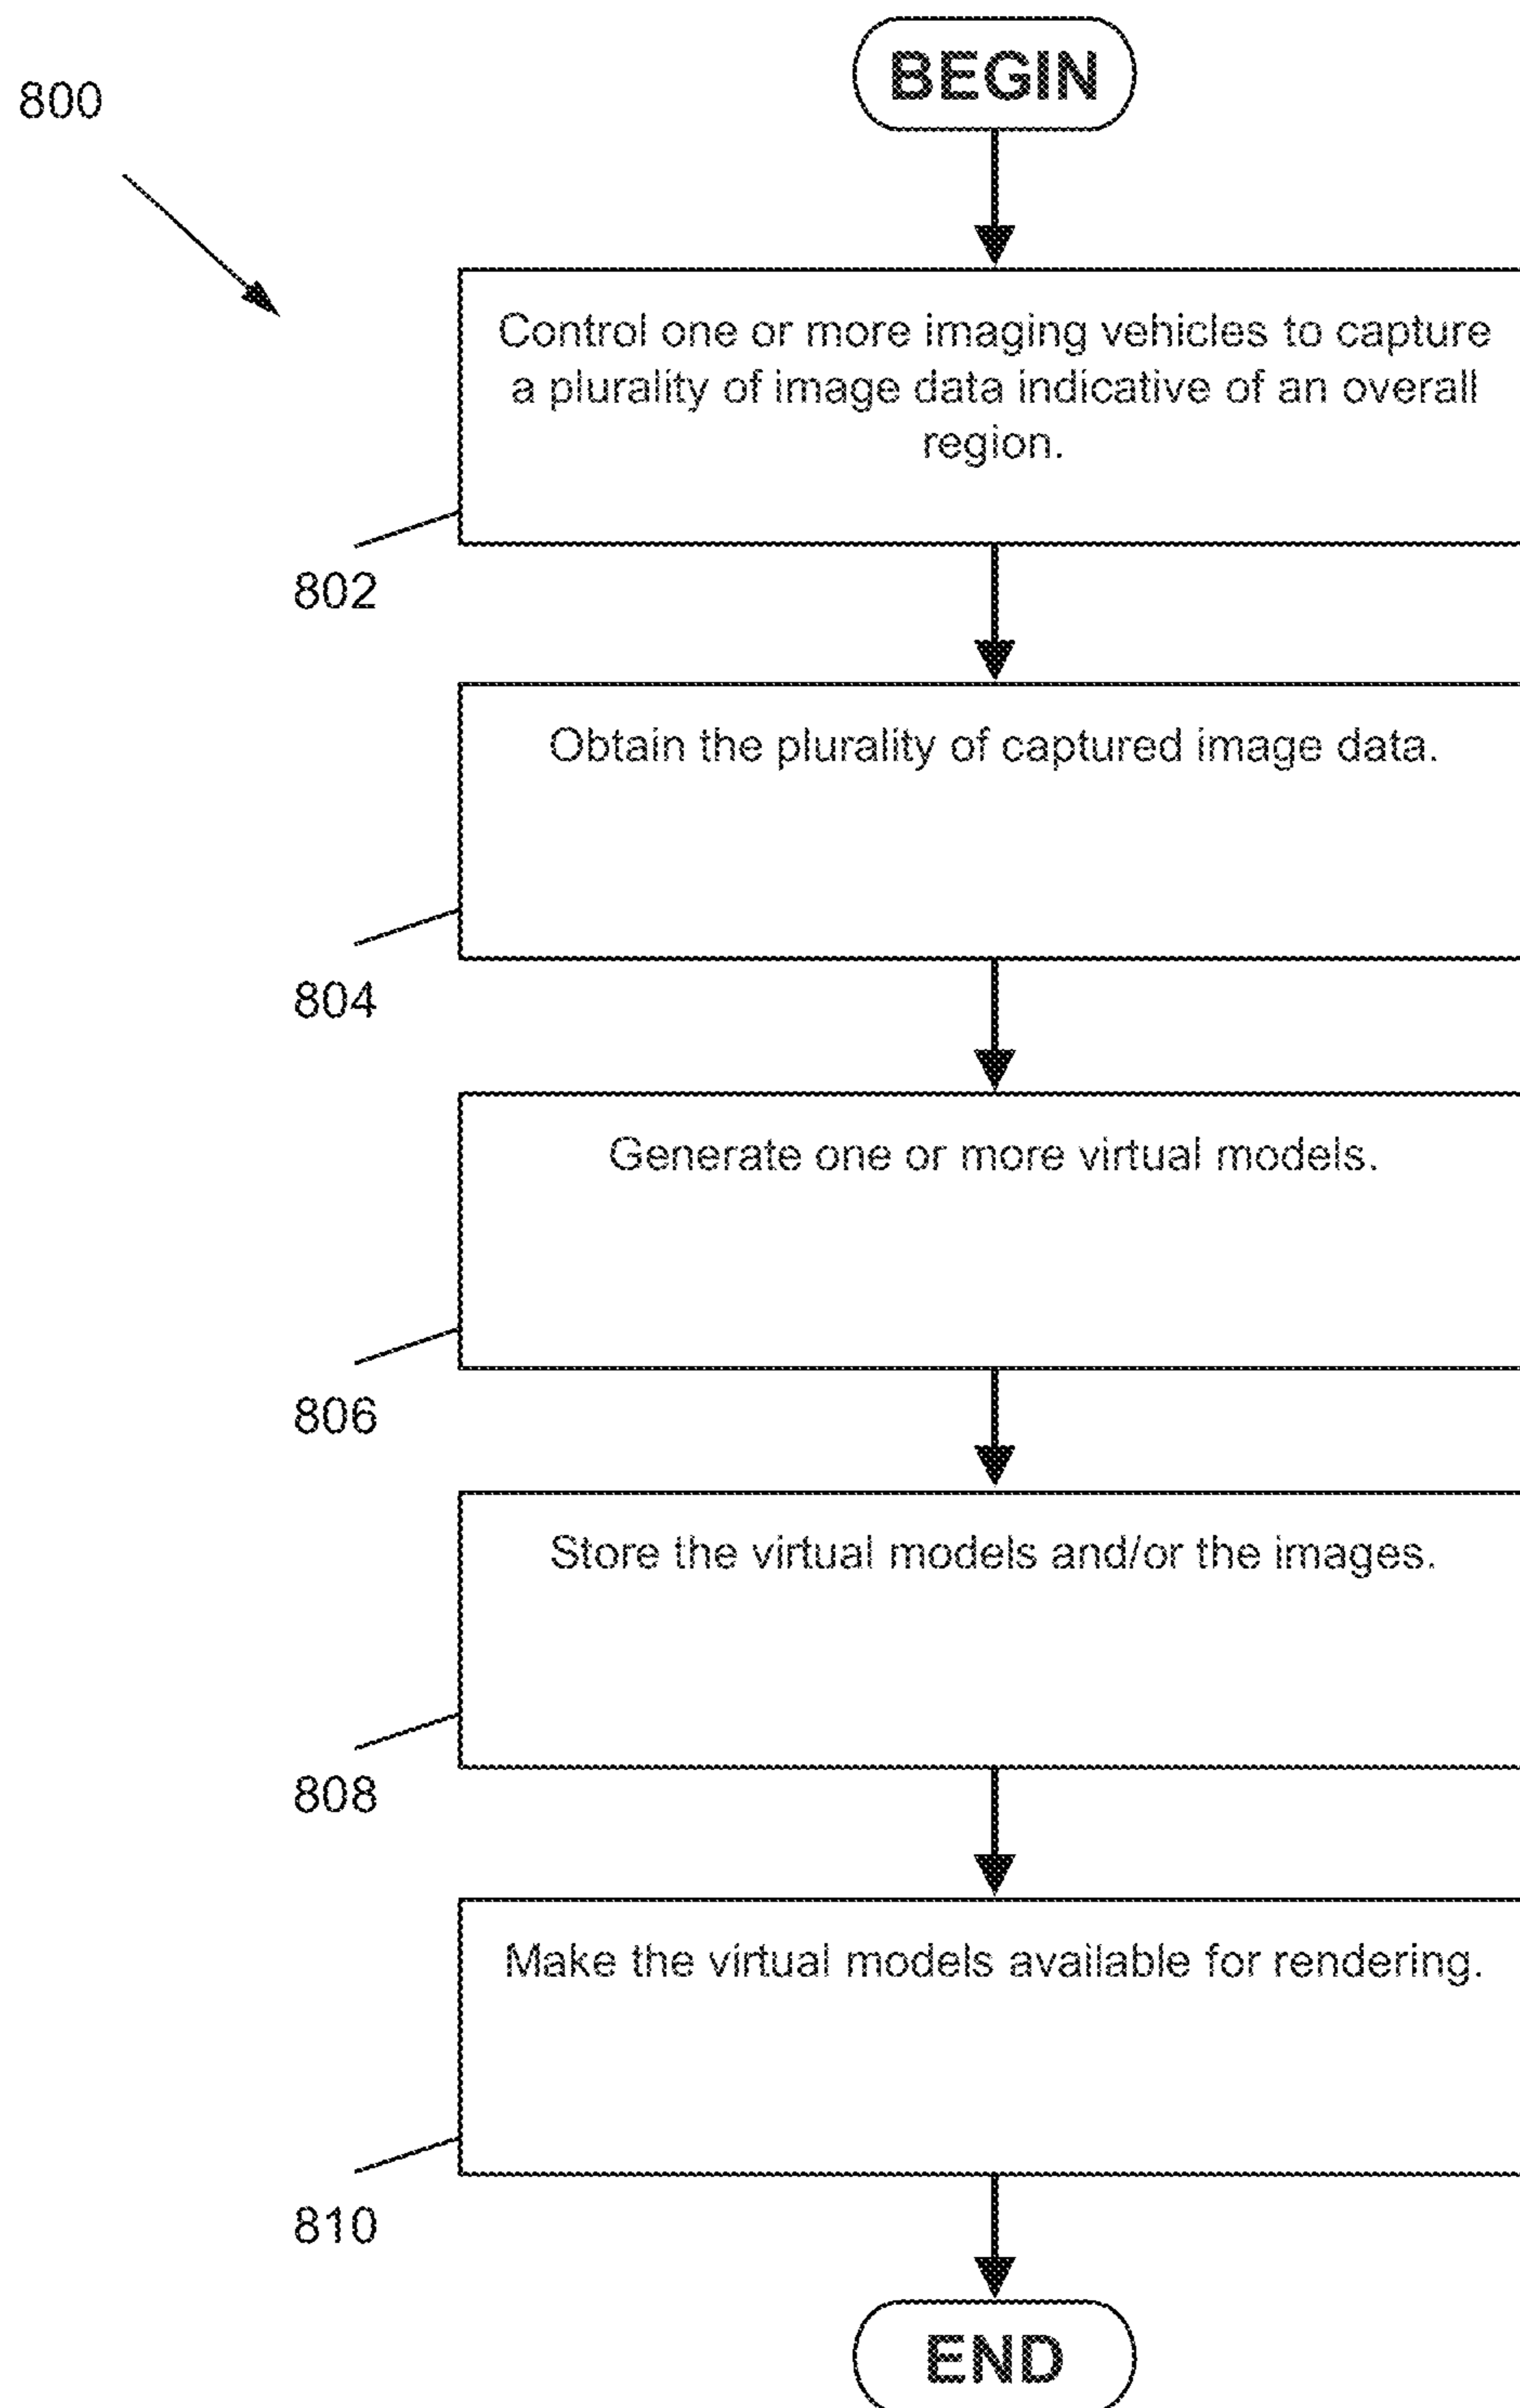 BEGIN
800
Control one or more imaging vehicles to capture
a plurality of image data indicative of an overall
region.
802
Obtain the plurality of captured image data.
804
Generate one or more virtual models.
806
Store the virtual models and/or the images.
808
Make the virtual models available for rendering.
810
END